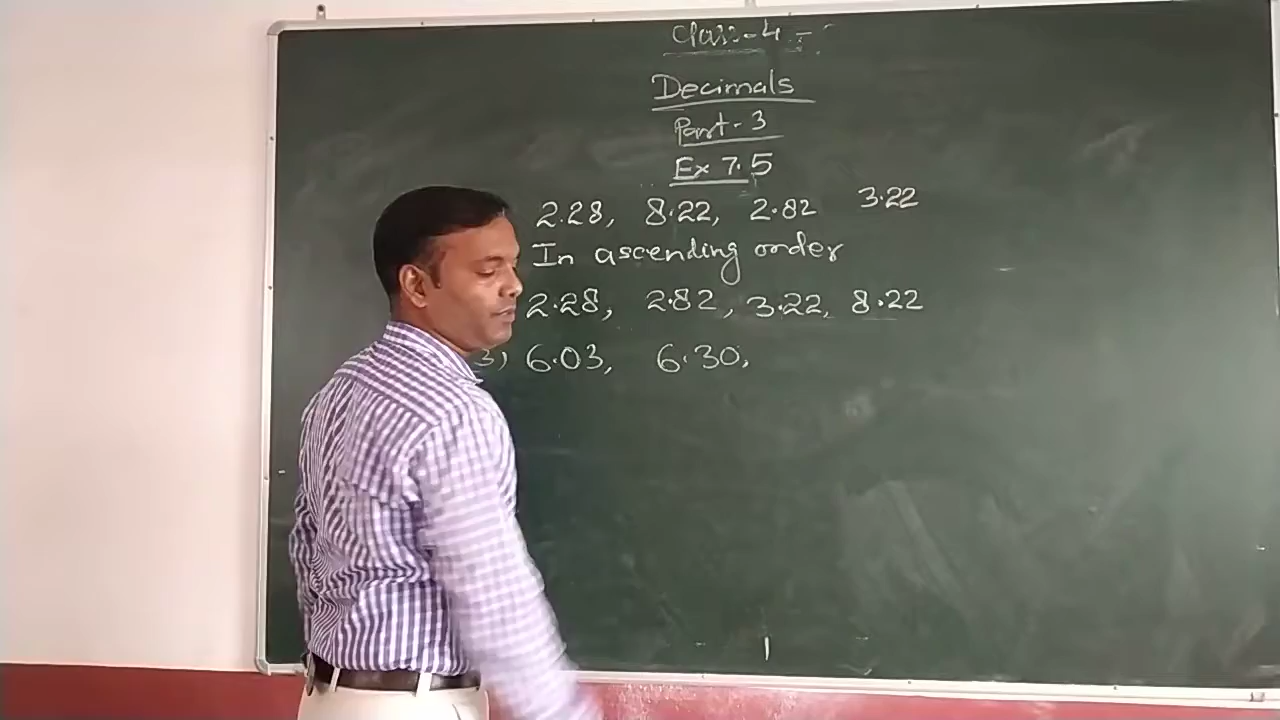 Class-4
Decimals
Part-3
Ex 7.5
2.28, 8.22, 2.82 3.22
In ascending order
2.28, 2.82, 3.22, 8.22
3) 6.03, 6.30,